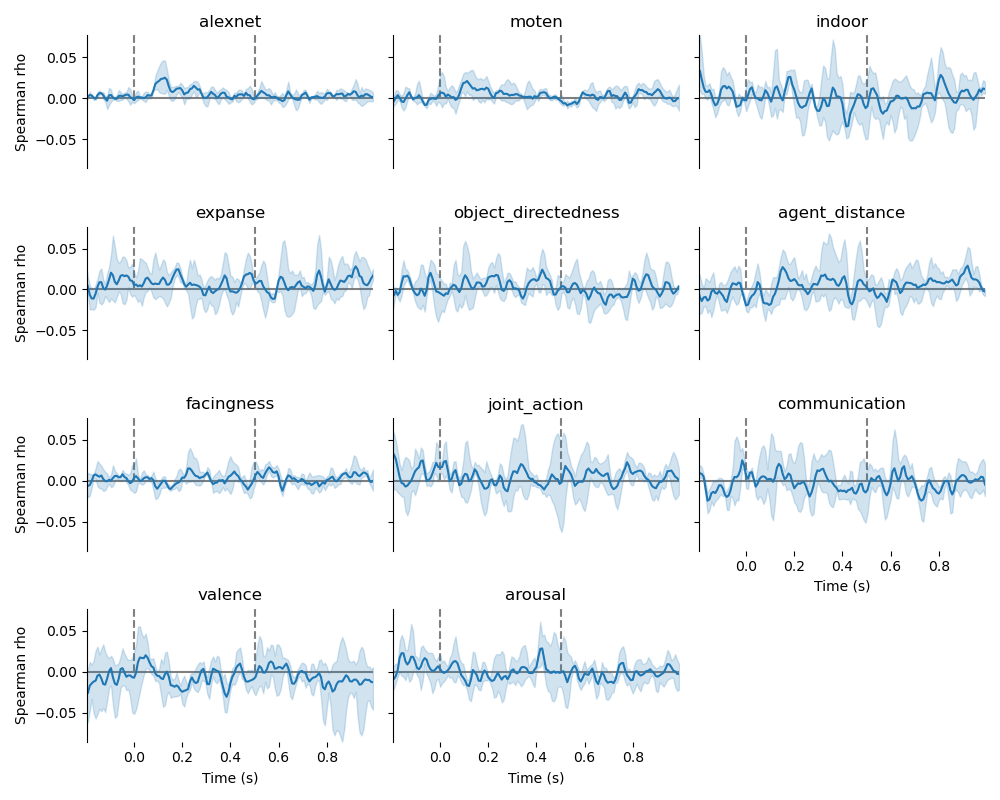 alexnet
moten
indoor
Spearman rho
0.05
0.00
−0.05
expanse
object_directedness
agent_distance
Spearman rho
0.05
0.00
−0.05
facingness
joint_action
communication
Spearman rho
0.05
0.00
−0.05
0.0 0.2 0.4 0.6 0.8
Time (s)
valence
arousal
Spearman rho
0.05
0.00
−0.05
0.0 0.2 0.4 0.6 0.8
Time (s)
0.0 0.2 0.4 0.6 0.8
Time (s)